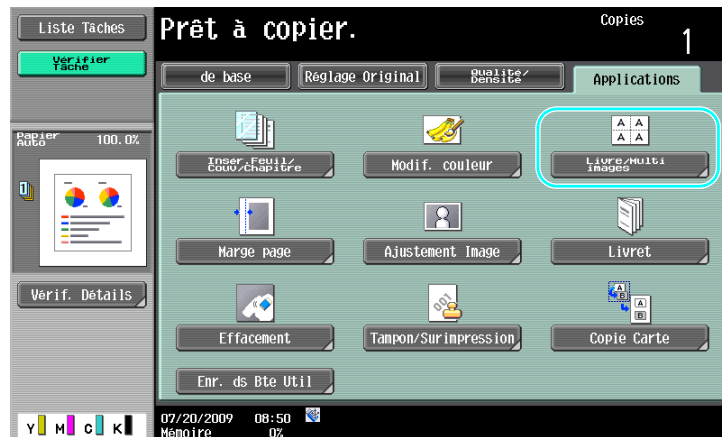 Liste Tâches
Vérifier
Tâche
Papier
Auto
100.0%
Vérif. Détails
Y M C K
Prêt à copier.
Copies
1
de base
Réglage Original
Qualité/
Densité
Applications
Inser.Feuil/
Couv/Chapitre
Modif. couleur
A A
A A
Livre/Multi
images
Marge page
Ajustement Image
Livret
Effacement
001
Tampon/Surimpression
A
B
A
B
Copie Carte
Enr. ds Bte Util
07/20/2009 08:50
Mémoire 0%